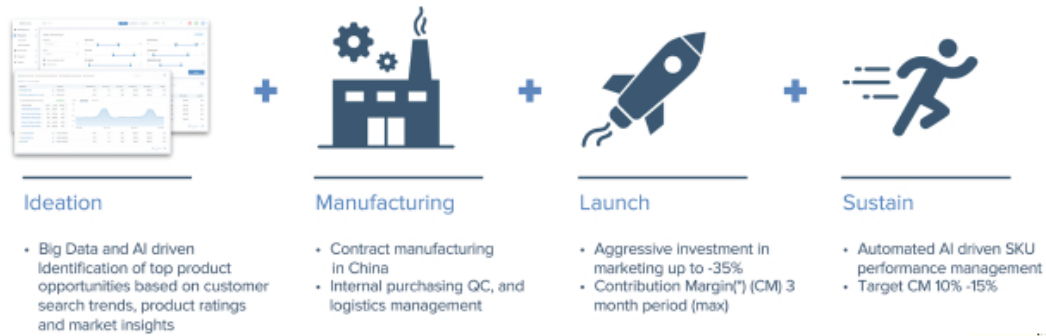 Ideation
• Big Data and AI driven
Identification of top product
opportunities based on customer
search trends, product ratings
and market insights
Manufacturing
• Contract manufacturing
in China
• Internal purchasing QC, and
logistics management
Launch
• Aggressive investment in
marketing up to -35%
• Contribution Margin(*) (CM) 3
month period (max)
Sustain
• Automated AI driven SKU
performance management
• Target CM 10% -15%